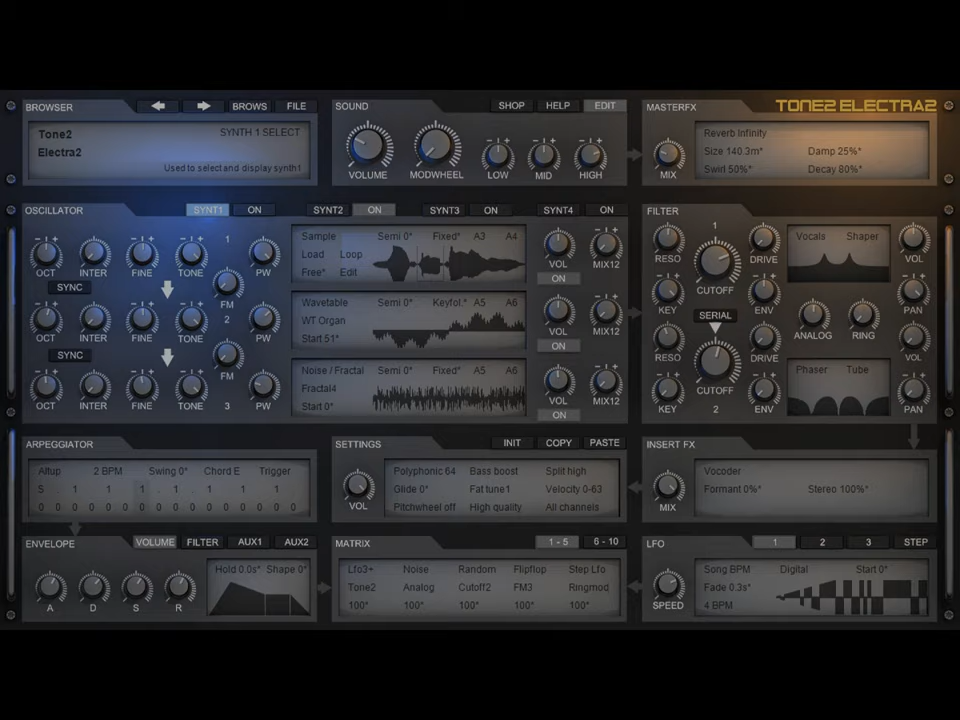 BROWSER
BROWS
FILE
Tone2
SYNTH 1 SELECT
Electra2
Used to select and display synth1
SOUND
SHOP
HELP
EDIT
VOLUME
MODWHEEL
LOW
MID
HIGH
MASTERFX
TONE2 ELECTRA2
MIX
Reverb Infinity
Size 140.3m* Damp 25%*
Swirl 50%* Decay 80%*
OSCILLATOR
SYNT1 ON
SYNT2 ON
SYNT3 ON
SYNT4 ON
OCT INTER FINE TONE 1 PW
SYNC
FM
OCT INTER FINE TONE 2 PW
SYNC
FM
OCT INTER FINE TONE 3 PW
Sample Semi 0* Fixed* A3 A4
Load Loop
Free* Edit
VOL MIX12
ON
Wavetable Semi 0* Keyfol.* A5 A6
WT Organ
Start 51*
VOL MIX12
ON
Noise / Fractal Semi 0* Fixed* A5 A6
Fractal4
Start 0*
VOL MIX12
ON
FILTER
1
RESO CUTOFF DRIVE
KEY ENV
SERIAL
RESO CUTOFF DRIVE
KEY 2 ENV
Vocals Shaper
VOL
PAN
ANALOG RING
VOL
Phaser Tube
PAN
ARPEGGIATOR
Altup 2 BPM Swing 0* Chord E Trigger
S 1 1 1 . 1 . 1 1 1
0 0 0 0 0 0 0 0 0 0 0 0 0 0 0 0
SETTINGS
INIT COPY PASTE
VOL
Polyphonic 64 Bass boost Split high
Glide 0* Fat tune1 Velocity 0-63
Pitchwheel off High quality All channels
INSERT FX
MIX
Vocoder
Formant 0%* Stereo 100%*
ENVELOPE
VOLUME FILTER AUX1 AUX2
A D S R
Hold 0.0s* Shape 0*
MATRIX
1 - 5 6 - 10
Lfo3+ Noise Random Flipflop Step Lfo
Tone2 Analog Cutoff2 FM3 Ringmod
100* 100* 100* 100* 100*
LFO
1 2 3 STEP
SPEED
Song BPM Digital Start 0*
Fade 0.3s*
4 BPM